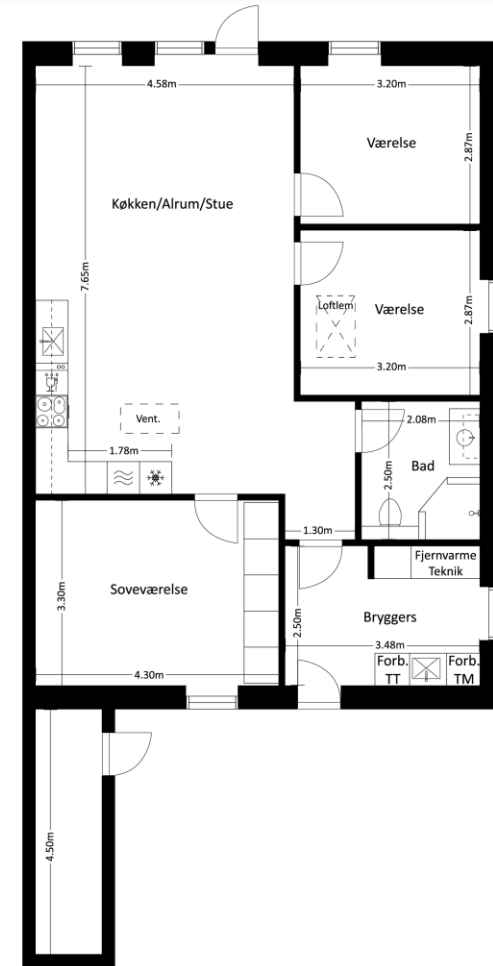 4.58m
3.20m
Værelse
2.87m
Køkken/Alrum/Stue
7.65m
Værelse
Loftlem
2.87m
3.20m
Vent.
1.78m
2.08m
Bad
2.50m
1.30m
Fjernvarme
Teknik
Soveværelse
3.30m
4.30m
Bryggers
2.50m
3.48m
Forb.
TT
Forb.
TM
4.50m